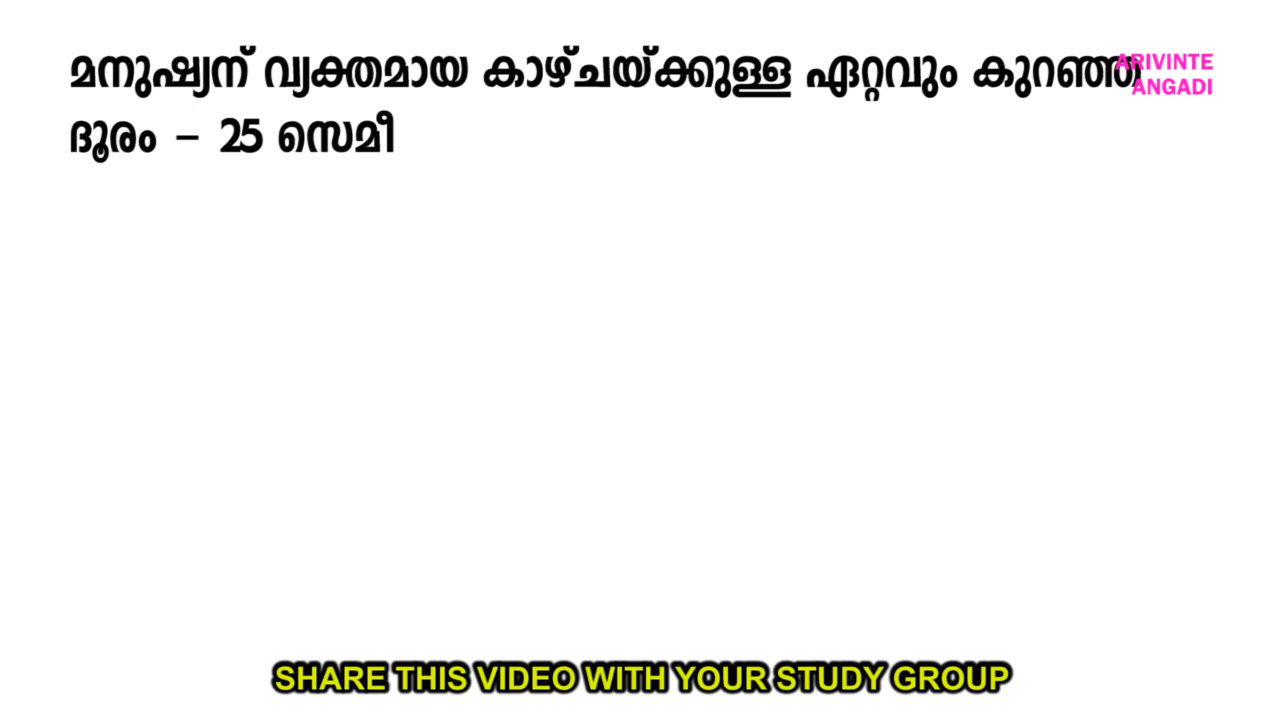 മനുഷ്യന് വ്യക്തമായ കാഴ്ചയ്ക്കുള്ള ഏറ്റവും കുറഞ്ഞ
ARIVINTE
ANGADI
ദൂരം - 25 സെമീ
SHARE THIS VIDEO WITH YOUR STUDY GROUP